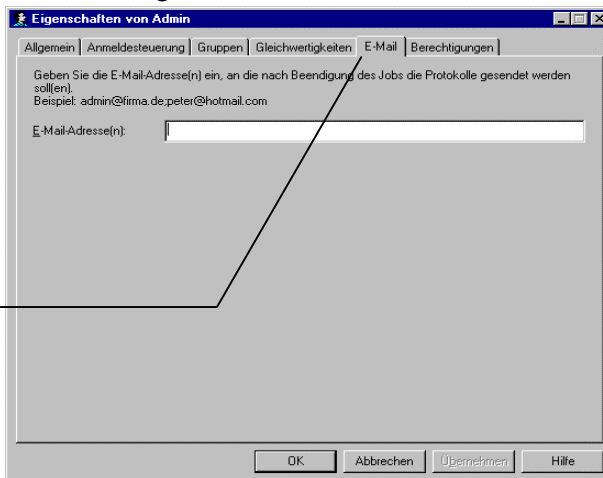 Eigenschaften von Admin
Allgemein Anmeldesteuerung Gruppen Gleichwertigkeiten E-Mail Berechtigungen
Geben Sie die E-Mail-Adresse(n) ein, an die nach Beendigung des Jobs die Protokolle gesendet werden
soll(en).
Beispiel: admin@firma.de;peter@hotmail.com
E-Mail-Adresse(n):
OK Abbrechen Übernehmen Hilfe